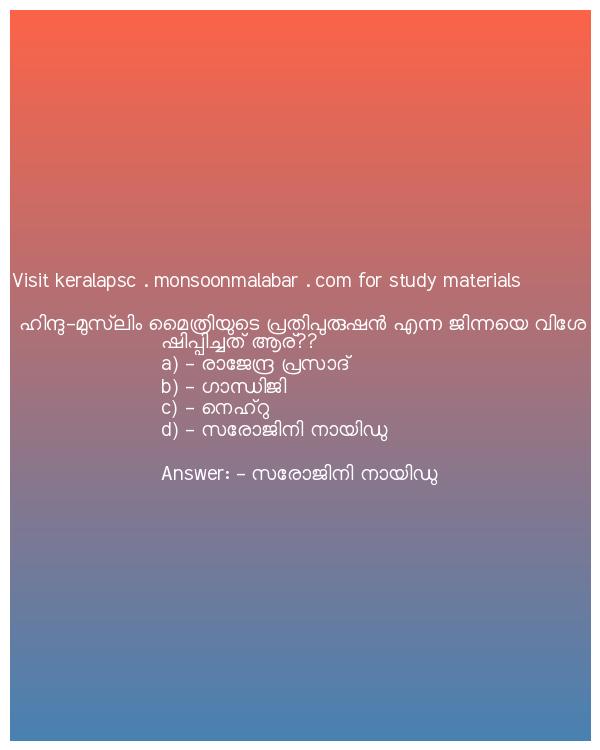 Visit keralapsc . monsoonmalabar . com for study materials
ഹിന്ദു-മുസ്ലിം മൈത്രിയുടെ പ്രതിപുരുഷൻ എന്ന ജിന്നയെ വിശേ
ഷിപ്പിച്ചത് ആര്??
a) - രാജേന്ദ്ര പ്രസാദ്
b) - ഗാന്ധിജി
c) - നെഹ്റു
d) - സരോജിനി നായിഡു
Answer: - സരോജിനി നായിഡു